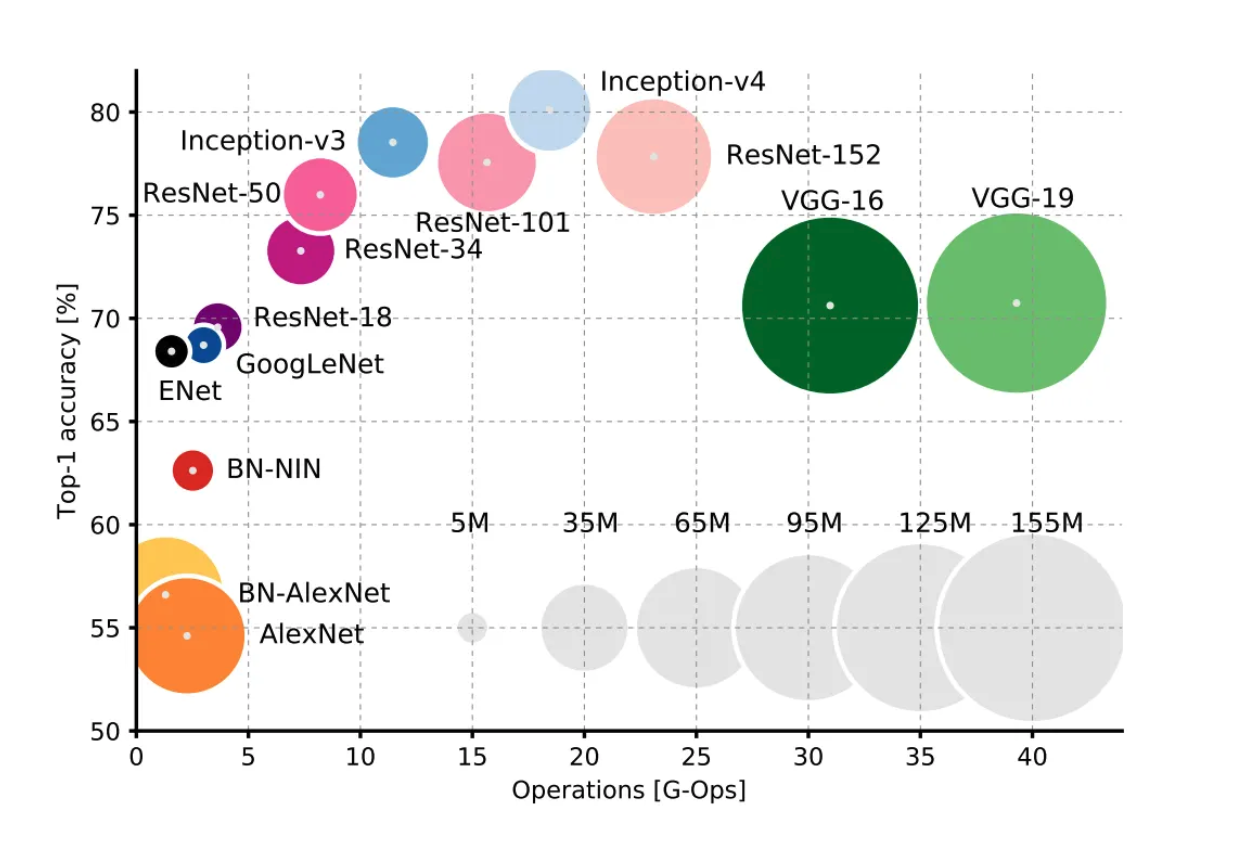 Inception-v4
80
Inception-v3
ResNet-152
ResNet-50
VGG-16
VGG-19
75
ResNet-101
ResNet-34
70
ResNet-18
GoogLeNet
ENet
65
BN-NIN
60
5M 35M 65M 95M 125M 155M
BN-AlexNet
55
AlexNet
50
0 5 10 15 20 25 30 35 40
Operations [G-Ops]
Top-1 accuracy [%]